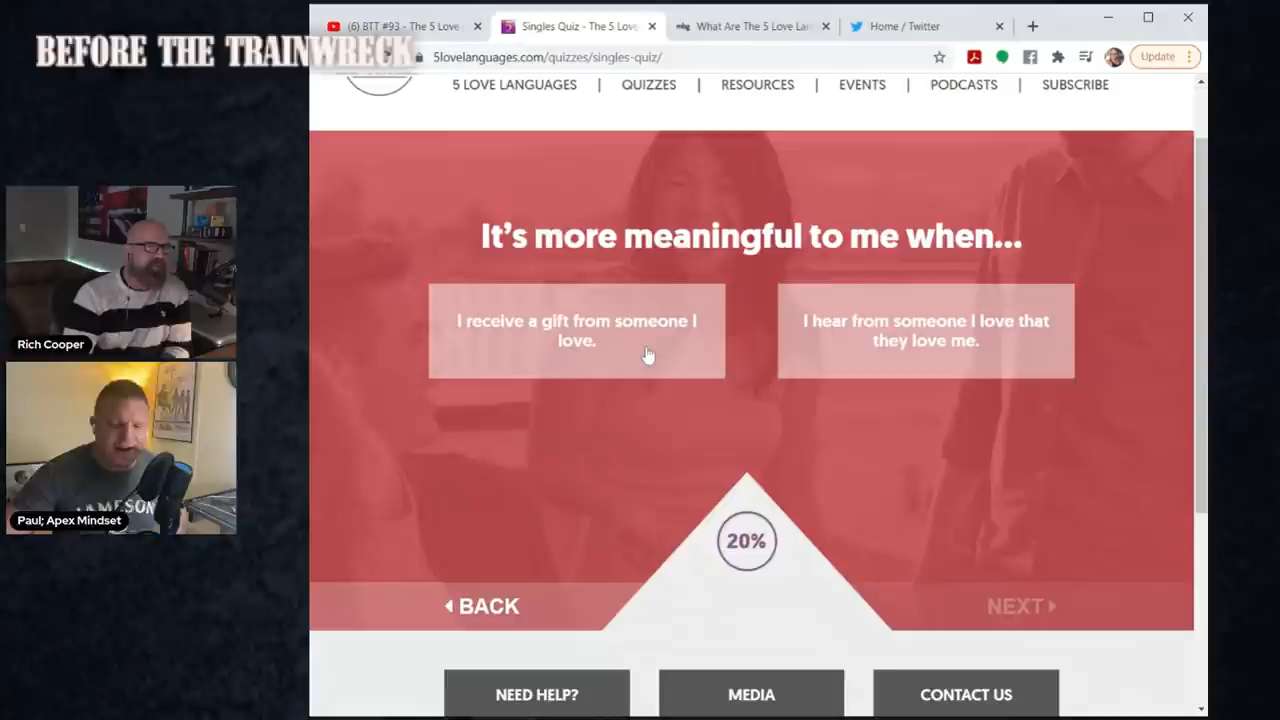 BEFORE THE TRAINWRECK
(6) BTT #93 - The 5 Love
Singles Quiz - The 5 Love
What Are The 5 Love Lan
Home / Twitter
5lovelanguages.com/quizzes/singles-quiz/
Update
5 LOVE LANGUAGES | QUIZZES | RESOURCES | EVENTS | PODCASTS | SUBSCRIBE
It's more meaningful to me when...
I receive a gift from someone I
love.
I hear from someone I love that
they love me.
Rich Cooper
JAMESON
Paul; Apex Mindset
20%
BACK
NEXT
NEED HELP?
MEDIA
CONTACT US